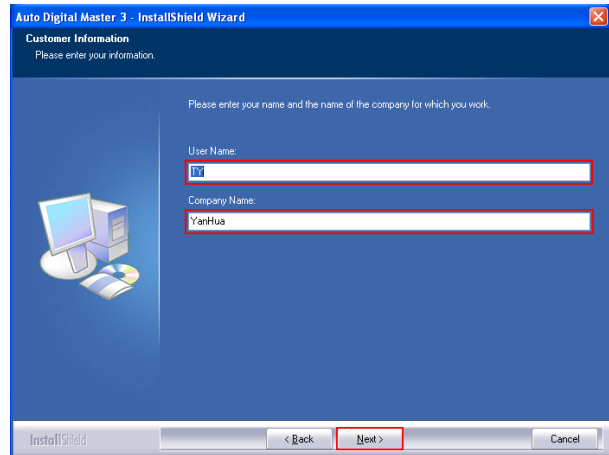 Auto Digital Master 3 - InstallShield Wizard
Customer Information
Please enter your information.
Please enter your name and the name of the company for which you work.
User Name:
TY
Company Name:
YanHua
InstallShield
< Back
Next >
Cancel